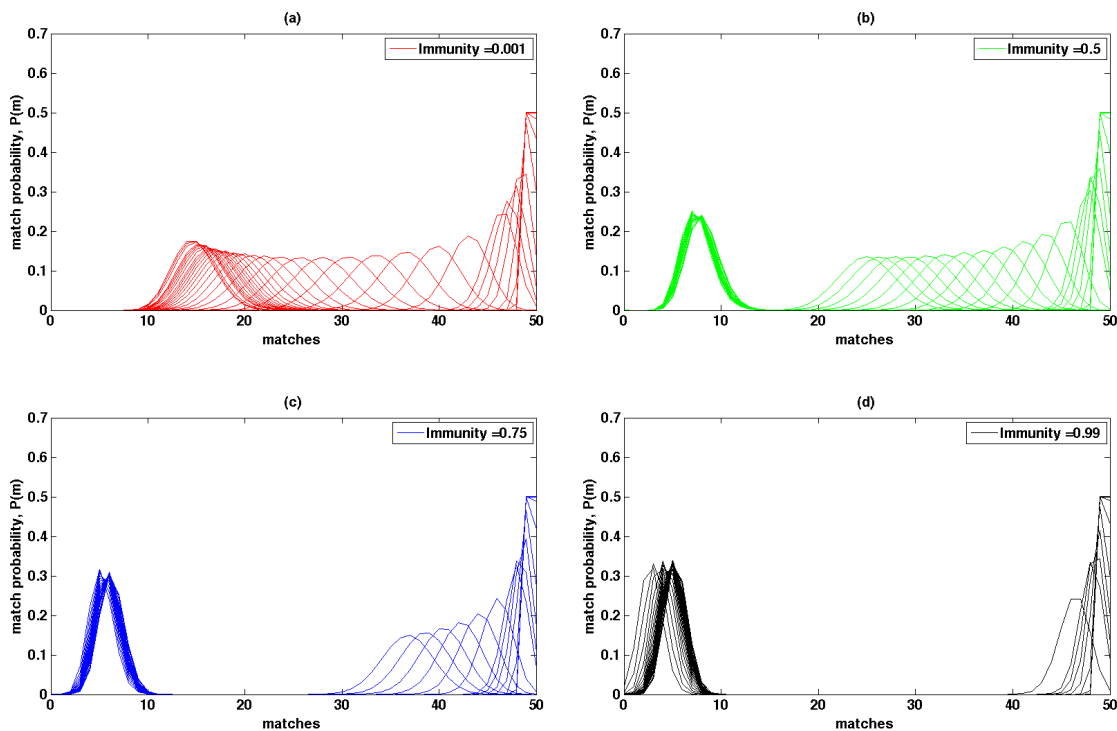 (a)
Immunity =0.001
match probability, P(m)
0.7
0.6
0.5
0.4
0.3
0.2
0.1
0
0 10 20 30 40 50
matches
(b)
Immunity =0.5
match probability, P(m)
0.7
0.6
0.5
0.4
0.3
0.2
0.1
0
0 10 20 30 40 50
matches
(c)
Immunity =0.75
match probability, P(m)
0.7
0.6
0.5
0.4
0.3
0.2
0.1
0
0 10 20 30 40 50
matches
(d)
Immunity =0.99
match probability, P(m)
0.7
0.6
0.5
0.4
0.3
0.2
0.1
0
0 10 20 30 40 50
matches